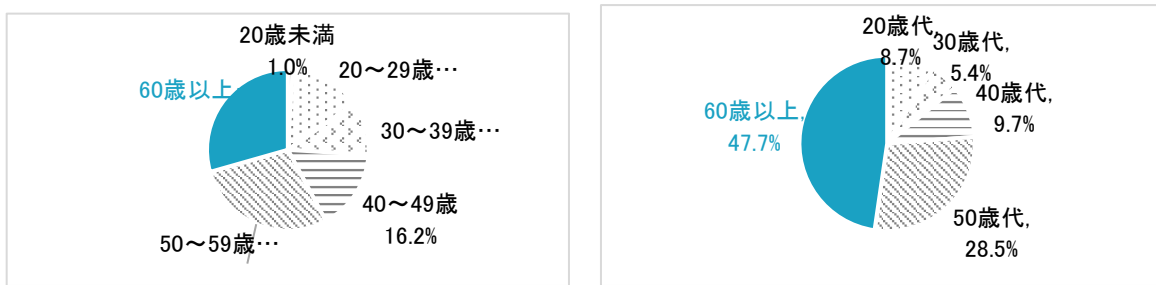 20歳未満
1.0%
20～29歳…
30～39歳…
40～49歳
16.2%
50～59歳…
60歳以上
20歳代,
8.7%
30歳代,
5.4%
40歳代,
9.7%
50歳代,
28.5%
60歳以上,
47.7%